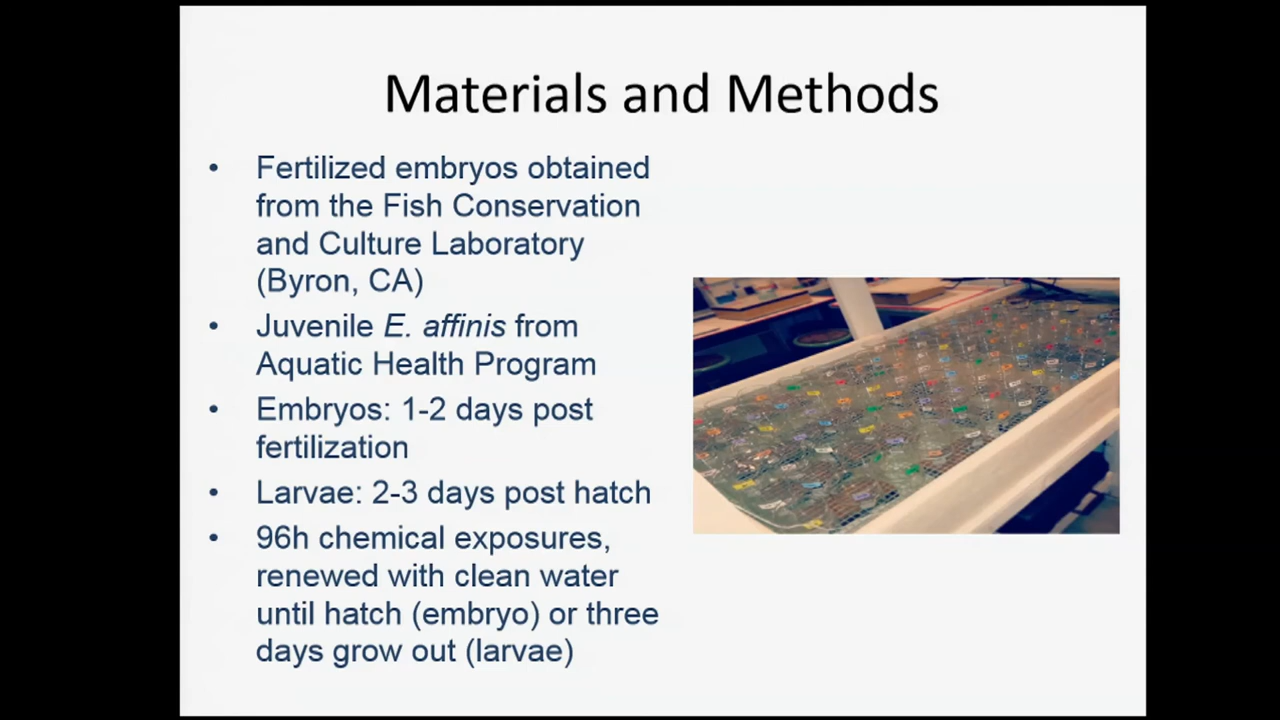 Materials and Methods
• Fertilized embryos obtained
from the Fish Conservation
and Culture Laboratory
(Byron, CA)
• Juvenile E. affinis from
Aquatic Health Program
• Embryos: 1-2 days post
fertilization
• Larvae: 2-3 days post hatch
• 96h chemical exposures,
renewed with clean water
until hatch (embryo) or three
days grow out (larvae)